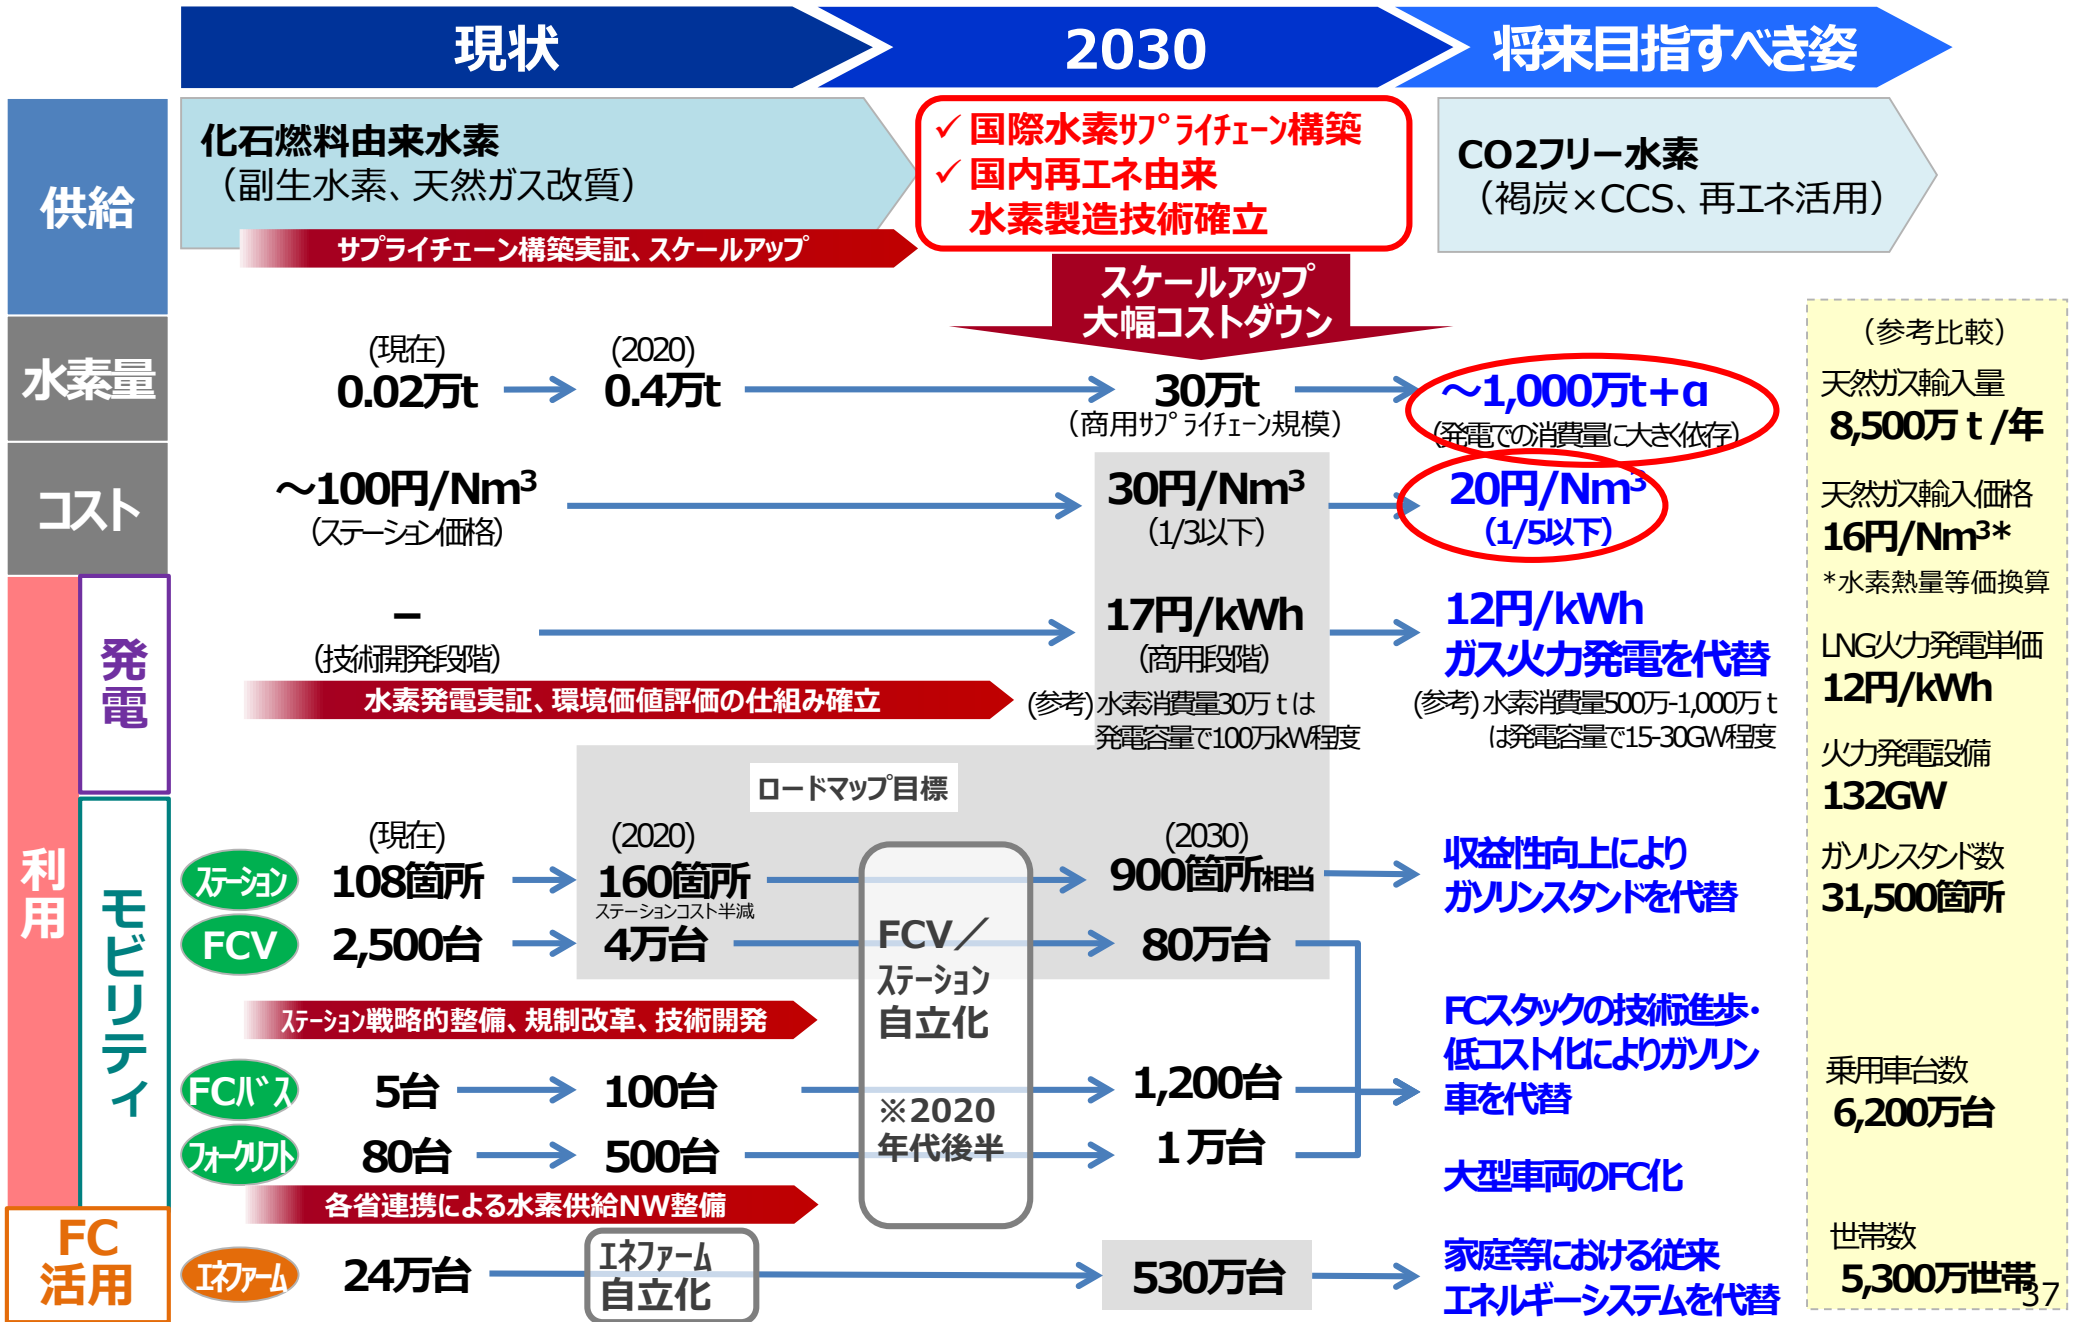 現状
2030
将来目指すべき姿
供給
化石燃料由来水素
（副生水素、天然ガス改質）
✓ 国際水素ｻﾌﾟﾗｲﾁｪｰﾝ構築
✓ 国内再エネ由来
水素製造技術確立
CO2フリー水素
（褐炭×CCS、再エネ活用）
サプライチェーン構築実証、スケールアップ
スケールアップ
大幅コストダウン
水素量
(現在)
0.02万t
(2020)
0.4万t
30万t
（商用ｻﾌﾟﾗｲﾁｪｰﾝ規模）
～1,000万t+α
（発電での消費量に大きく依存）
コスト
～100円/Nm³
（ステーション価格）
30円/Nm³
（1/3以下）
20円/Nm³
（1/5以下）
利用
発電
－
（技術開発段階）
17円/kWh
（商用段階）
12円/kWh
ガス火力発電を代替
水素発電実証、環境価値評価の仕組み確立
(参考) 水素消費量30万ｔは
発電容量で100万kW程度
(参考) 水素消費量500万-1,000万ｔ
は発電容量で15-30GW程度
ロードマップ目標
モビリティ
(現在)
(2020)
(2030)
ｽﾃｰｼｮﾝ
108箇所
160箇所
ステーションコスト半減
900箇所相当
収益性向上により
ガソリンスタンドを代替
FCV
2,500台
4万台
80万台
FCV／
ｽﾃｰｼｮﾝ
自立化
※2020
年代後半
ｽﾃｰｼｮﾝ戦略的整備、規制改革、技術開発
FCスタックの技術進歩・
低コスト化によりガソリン
車を代替
FCﾊﾞｽ
5台
100台
1,200台
ﾌｫｰｸﾘﾌﾄ
80台
500台
１万台
大型車両のFC化
各省連携による水素供給NW整備
FC
活用
ｴﾈﾌｧｰﾑ
24万台
ｴﾈﾌｧｰﾑ
自立化
530万台
家庭等における従来
エネルギーシステムを代替
（参考比較）
天然ガス輸入量
8,500万ｔ/年
天然ガス輸入価格
16円/Nm³*
*水素熱量等価換算
LNG火力発電単価
12円/kWh
火力発電設備
132GW
ガソリンスタンド数
31,500箇所
乗用車台数
6,200万台
世帯数
5,300万世帯
37